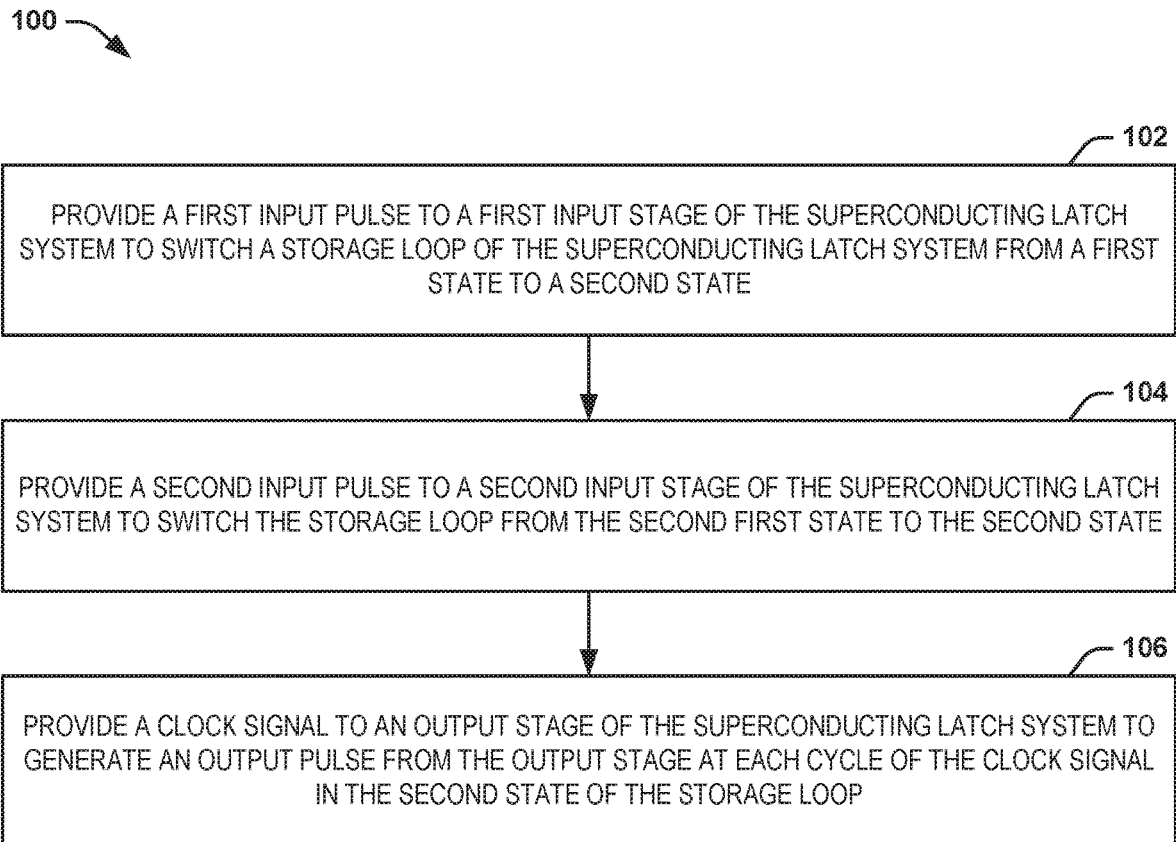 100
102
PROVIDE A FIRST INPUT PULSE TO A FIRST INPUT STAGE OF THE SUPERCONDUCTING LATCH
SYSTEM TO SWITCH A STORAGE LOOP OF THE SUPERCONDUCTING LATCH SYSTEM FROM A FIRST
STATE TO A SECOND STATE
104
PROVIDE A SECOND INPUT PULSE TO A SECOND INPUT STAGE OF THE SUPERCONDUCTING LATCH
SYSTEM TO SWITCH THE STORAGE LOOP FROM THE SECOND FIRST STATE TO THE SECOND STATE
106
PROVIDE A CLOCK SIGNAL TO AN OUTPUT STAGE OF THE SUPERCONDUCTING LATCH SYSTEM TO
GENERATE AN OUTPUT PULSE FROM THE OUTPUT STAGE AT EACH CYCLE OF THE CLOCK SIGNAL
IN THE SECOND STATE OF THE STORAGE LOOP